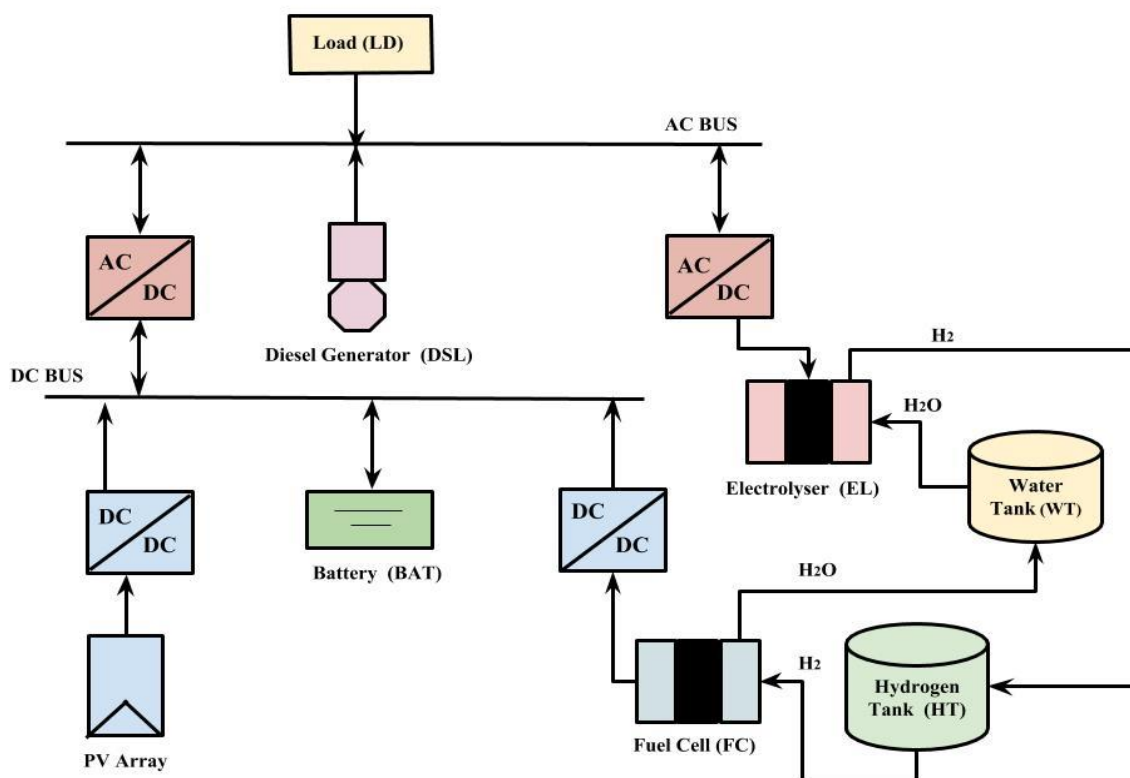 Load (LD)
AC BUS
AC
DC
AC
DC
Diesel Generator (DSL)
H2
DC BUS
H2O
Electrolyser (EL)
Water
Tank (WT)
DC
DC
DC
DC
Battery (BAT)
H2O
H2
Hydrogen
Tank (HT)
Fuel Cell (FC)
PV Array